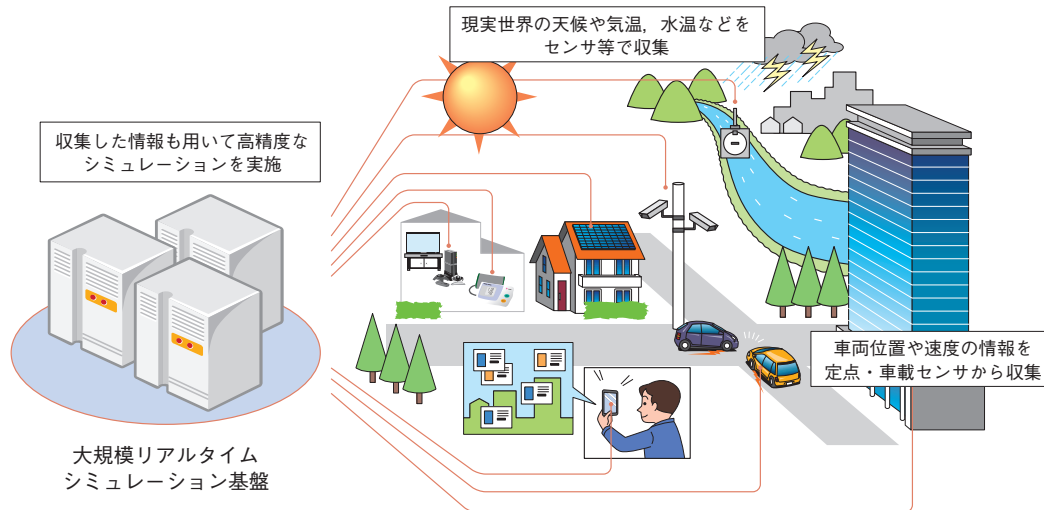 現実世界の天候や気温，水温などを
センサ等で収集
収集した情報も用いて高精度な
シミュレーションを実施
車両位置や速度の情報を
定点・車載センサから収集
大規模リアルタイム
シミュレーション基盤